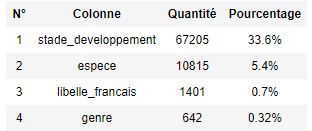 N° Colonne Quantité Pourcentage
1 stade_developpement 67205 33.6%
2 espece 10815 5.4%
3 libelle_francais 1401 0.7%
4 genre 642 0.32%